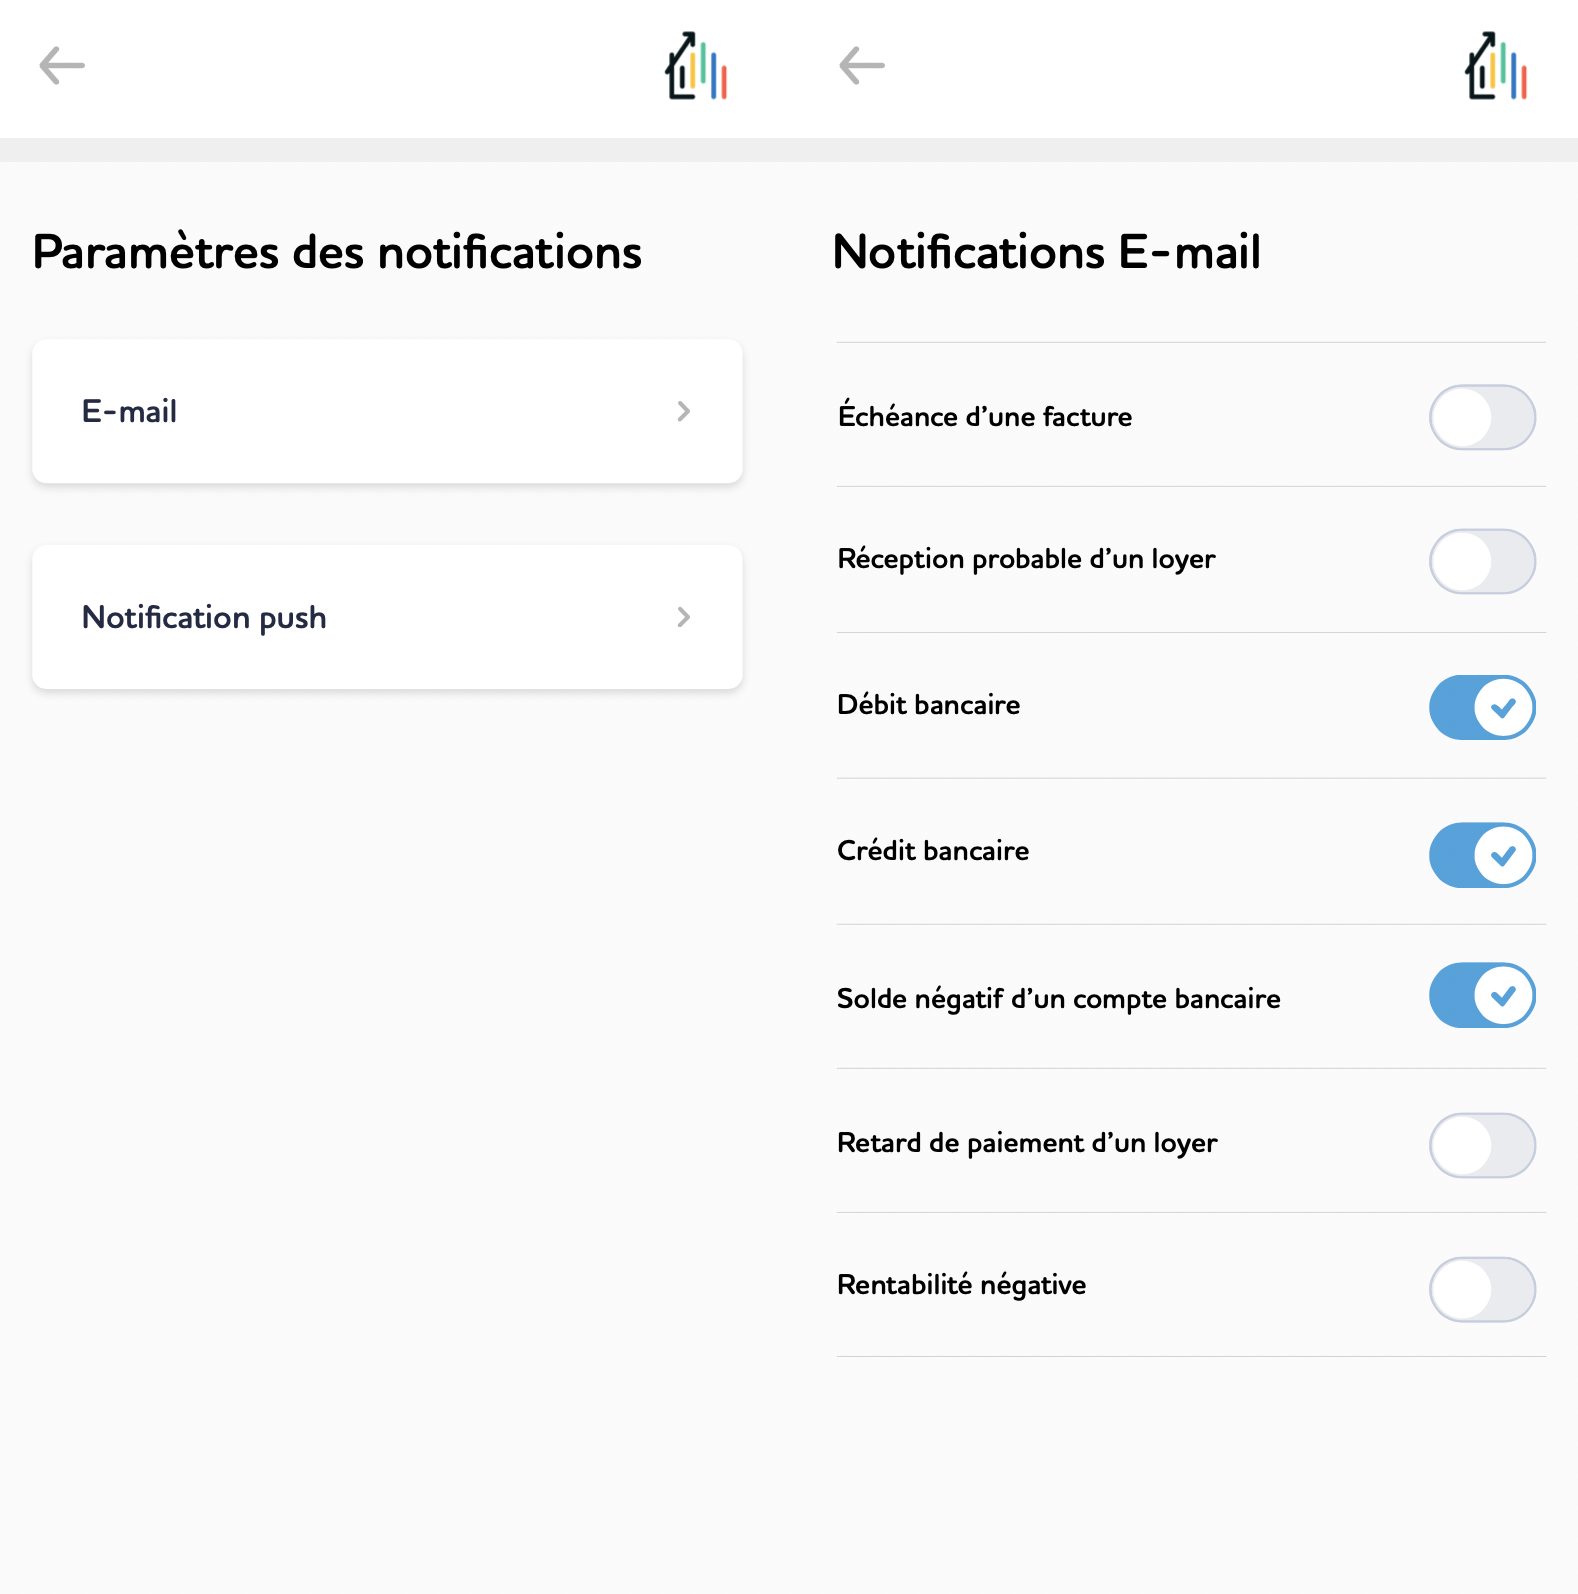 Paramètres des notifications
E-mail
Notification push
Notifications E-mail
Échéance d’une facture
Réception probable d’un loyer
Débit bancaire
Crédit bancaire
Solde négatif d’un compte bancaire
Retard de paiement d’un loyer
Rentabilité négative